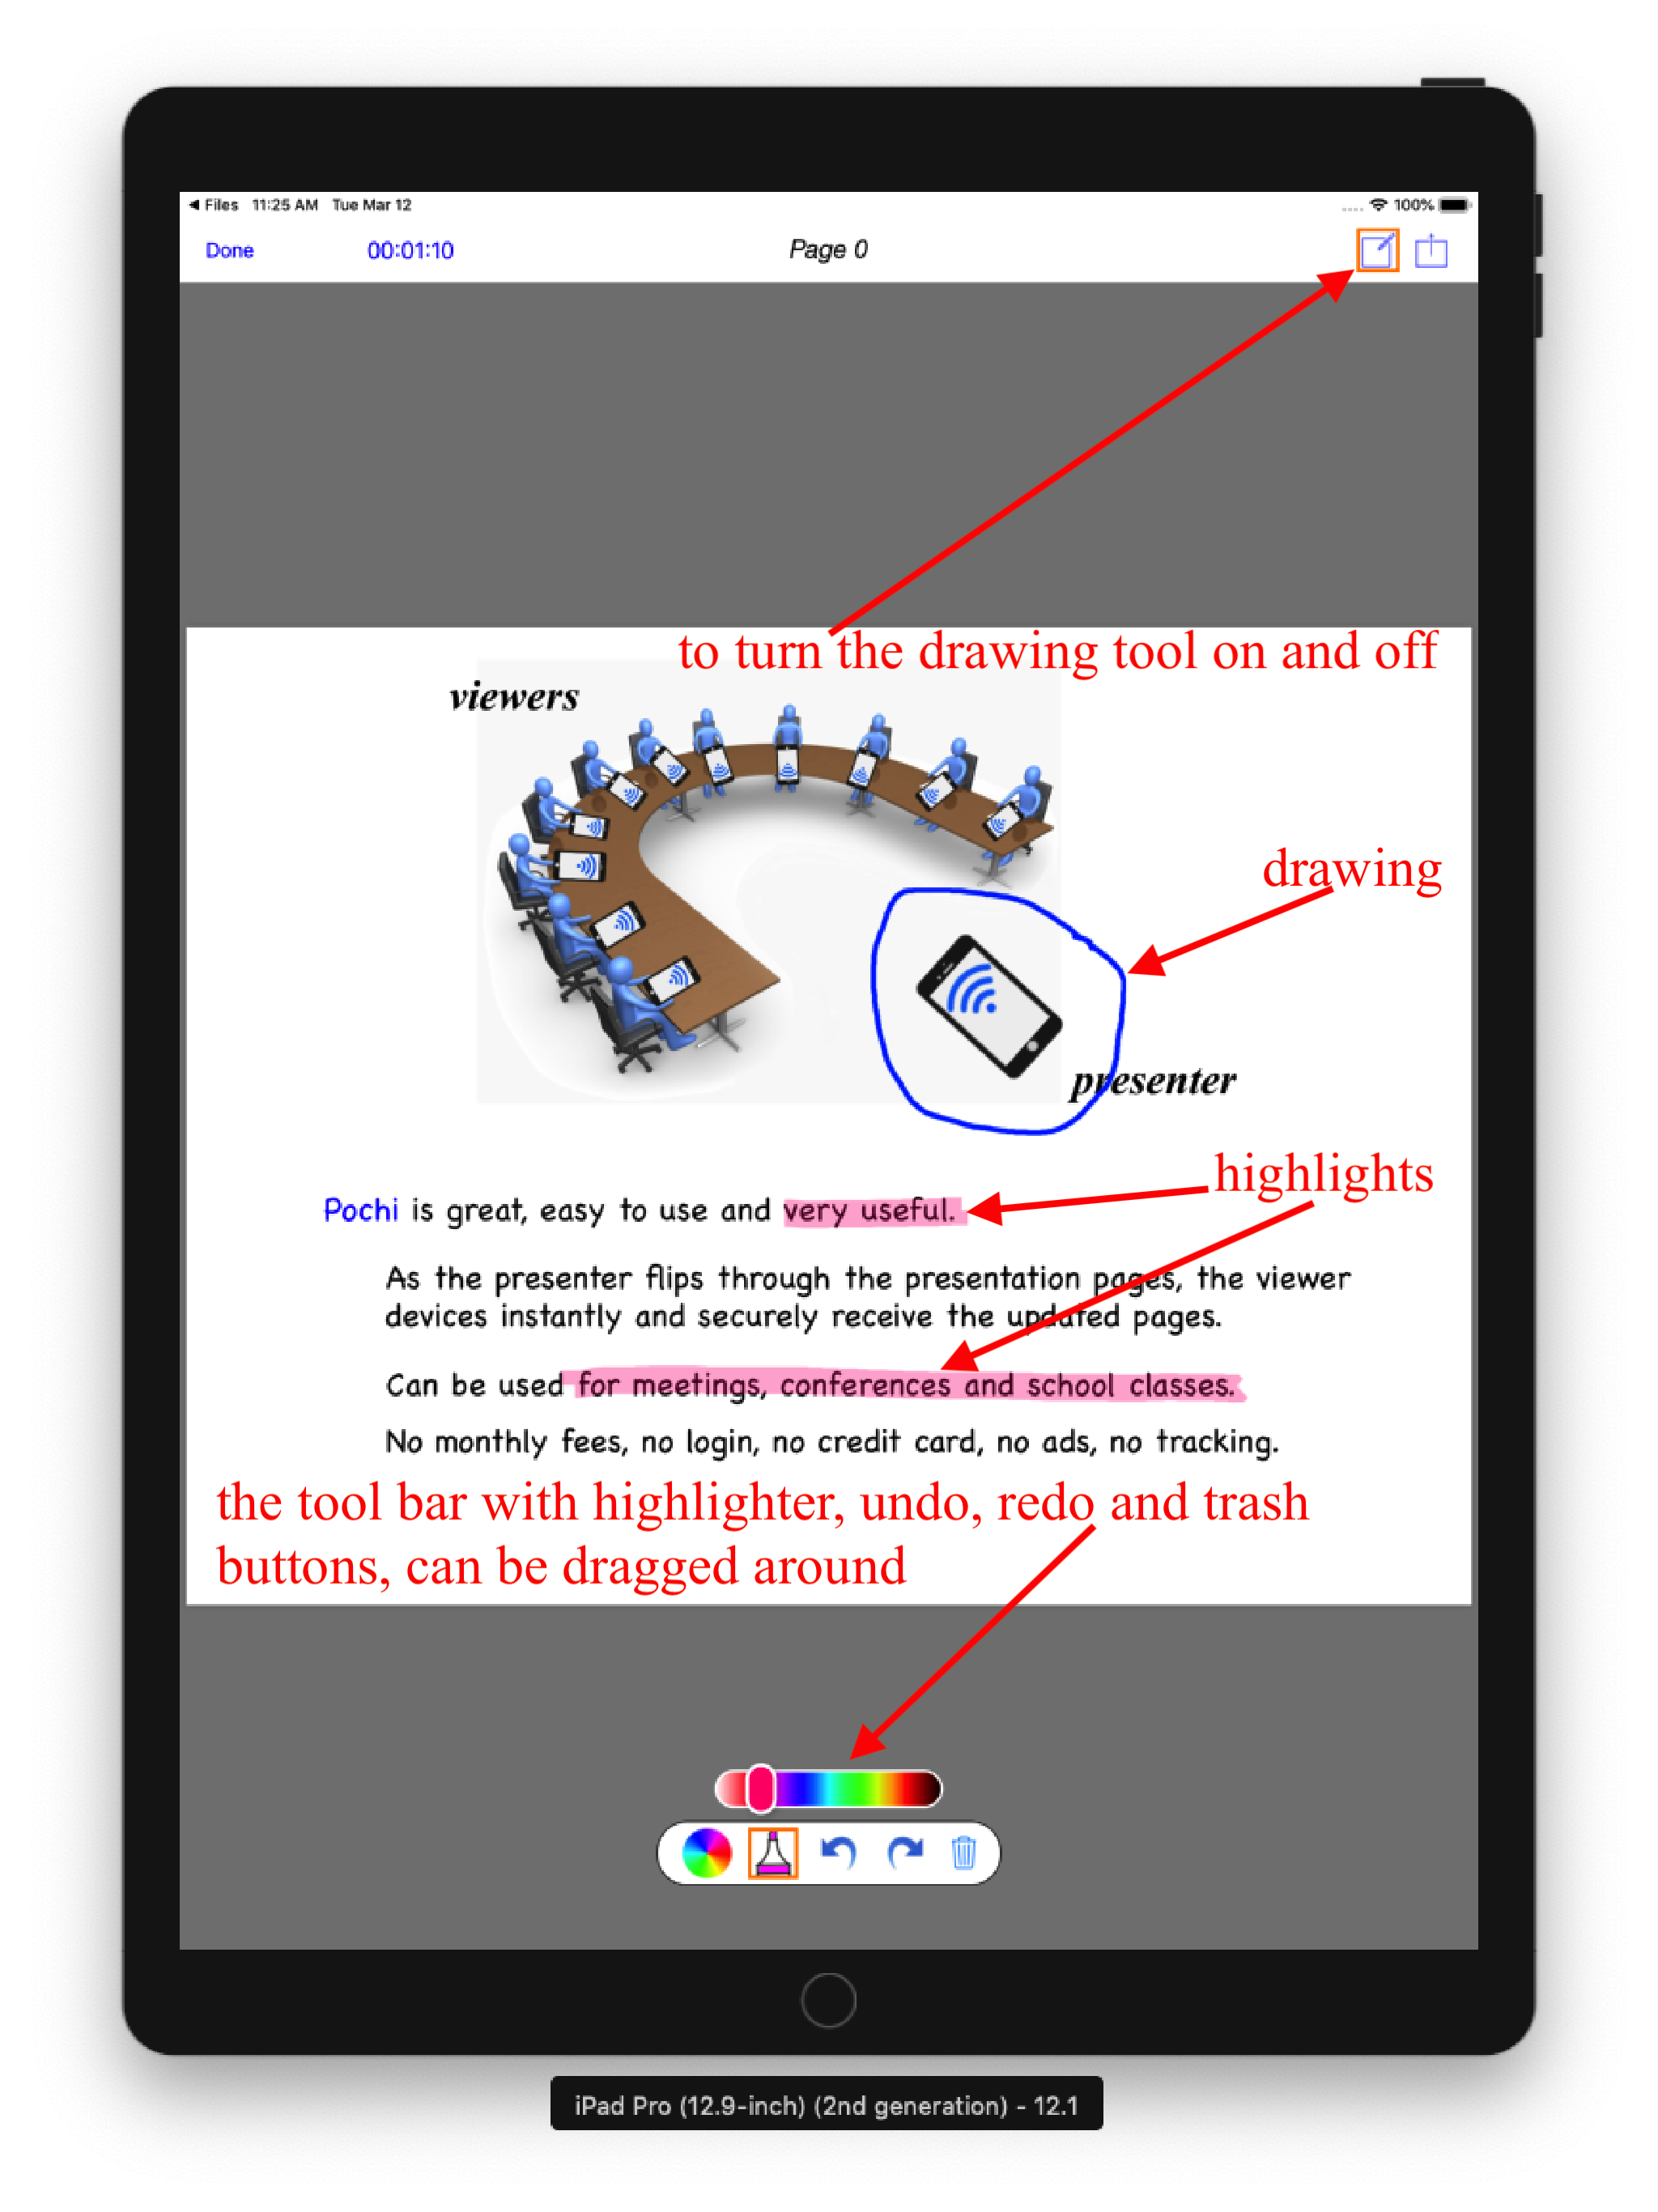 Files 11:25 AM Tue Mar 12 100%
Done 00:01:10 Page 0
to turn the drawing tool on and off
viewers
drawing
presenter
highlights
Pochi is great, easy to use and very useful.
As the presenter flips through the presentation pages, the viewer
devices instantly and securely receive the updated pages.
Can be used for meetings, conferences and school classes.
No monthly fees, no login, no credit card, no ads, no tracking.
the tool bar with highlighter, undo, redo and trash
buttons, can be dragged around
iPad Pro (12.9-inch) (2nd generation) - 12.1